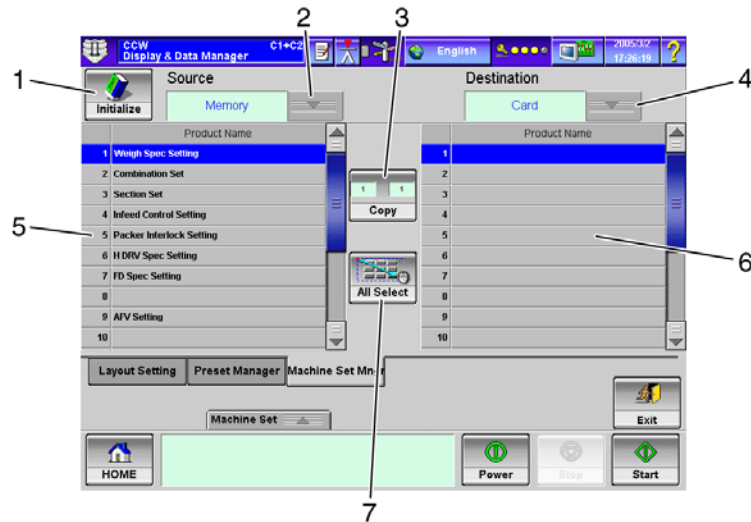 2
3
CCW
C1+C2
Display & Data Manager
English
2005/3/2
17:26:19
?
1
Initialize
Source
Memory
Destination
Card
4
Product Name
Product Name
1 Weigh Spec Setting
1
2 Combination Set
2
3 Section Set
3
4 Infeed Control Setting
4
5
5 Packer Interlock Setting
5
6
6 H DRV Spec Setting
6
7 FD Spec Setting
7
8
8
9 AFV Setting
9
10
10
1 1
Copy
All Select
Layout Setting
Preset Manager
Machine Set Mngr
Machine Set
Exit
HOME
Power
Stop
Start
7